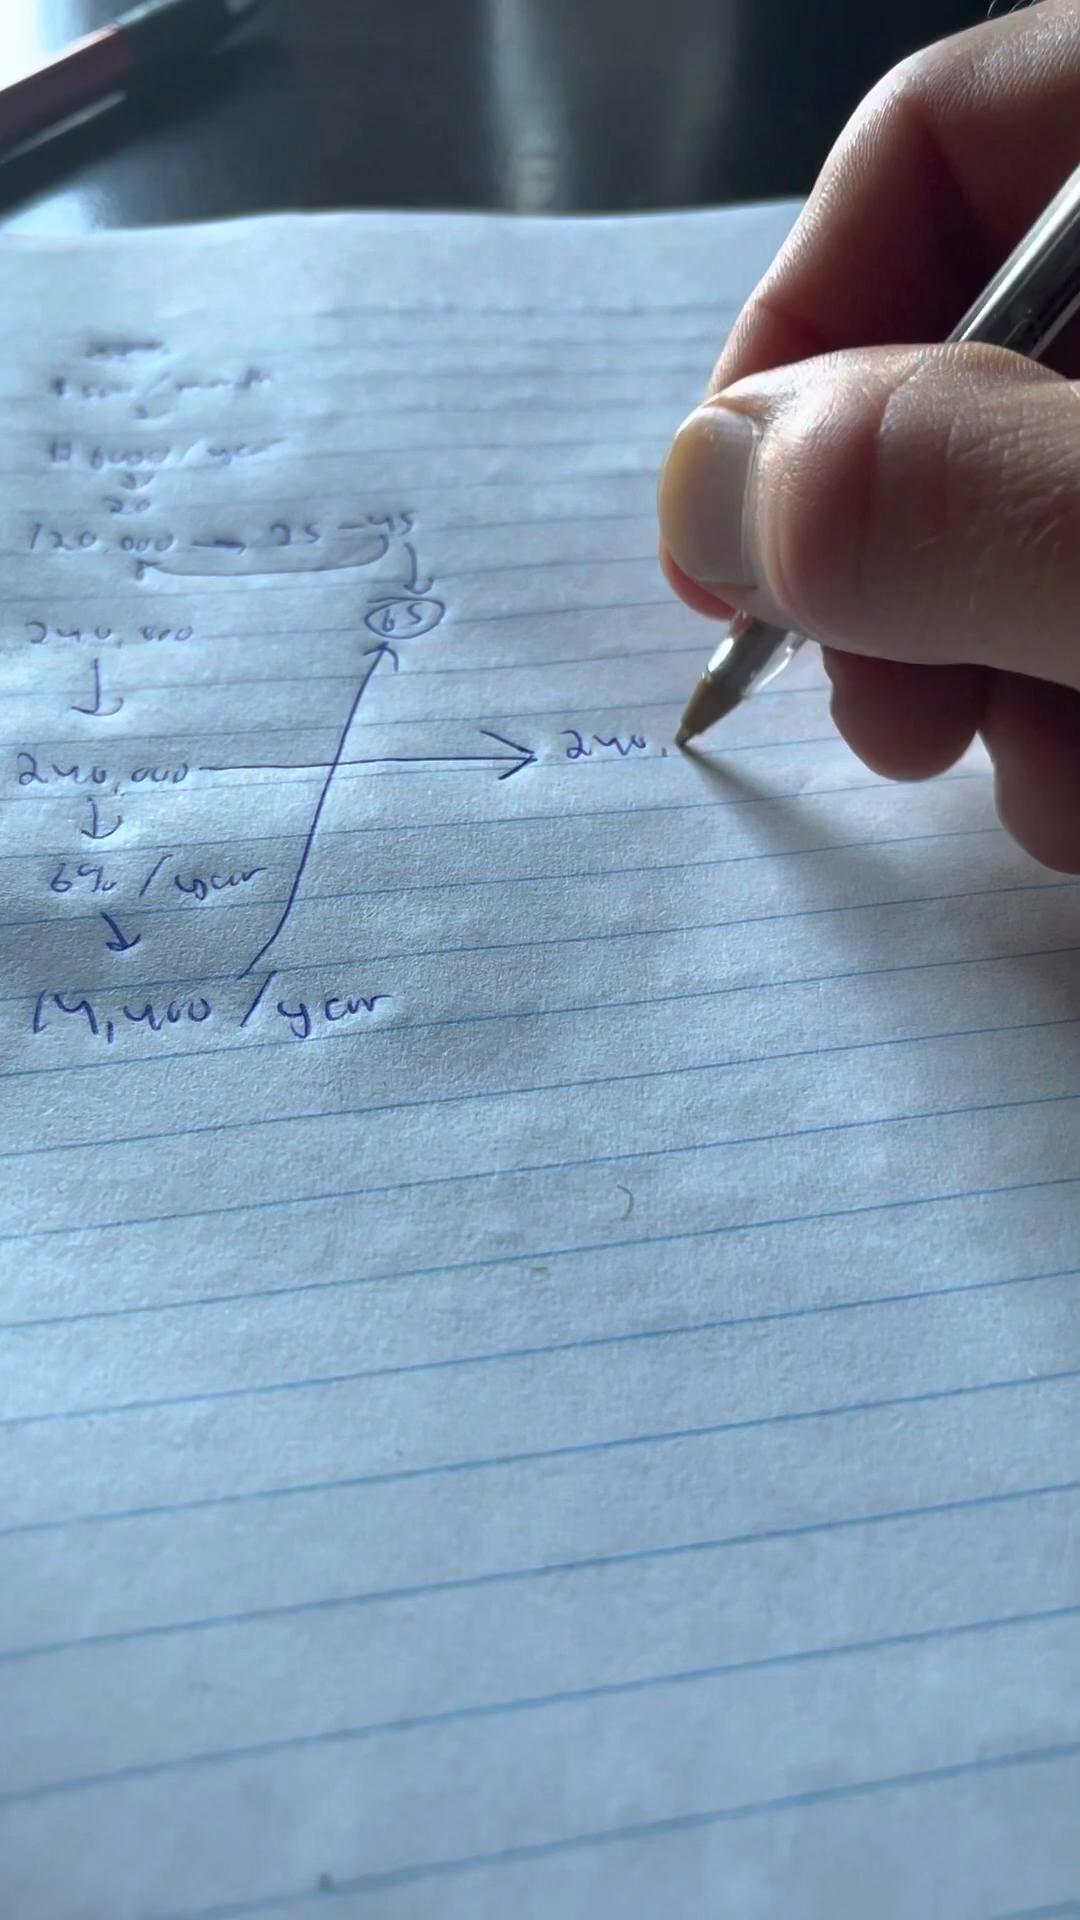 $500/month
$6000/year
20
120,000 → 25 - 45
65
240,000
240,000 → 240,
6% / year
14,400 / year